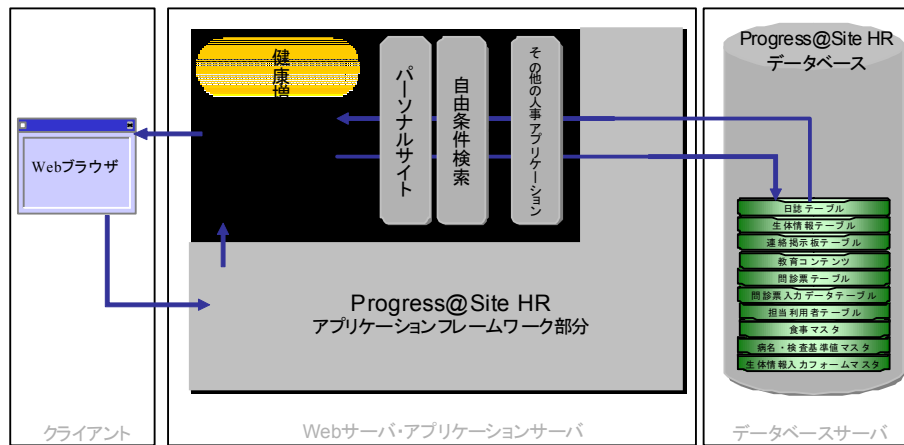 Webブラウザ
クライアント
健康増
パーソナルサイト
自由条件検索
その他の人事アプリケーション
Progress@Site HR
アプリケーションフレームワーク部分
Webサーバ・アプリケーションサーバ
Progress@Site HR
データベース
日誌テーブル
生体情報テーブル
連絡掲示板テーブル
教育コンテンツ
問診票テーブル
問診票入力データテーブル
担当利用者テーブル
食事マスタ
病名・検査基準値マスタ
生体情報入力フォームマスタ
データベースサーバ